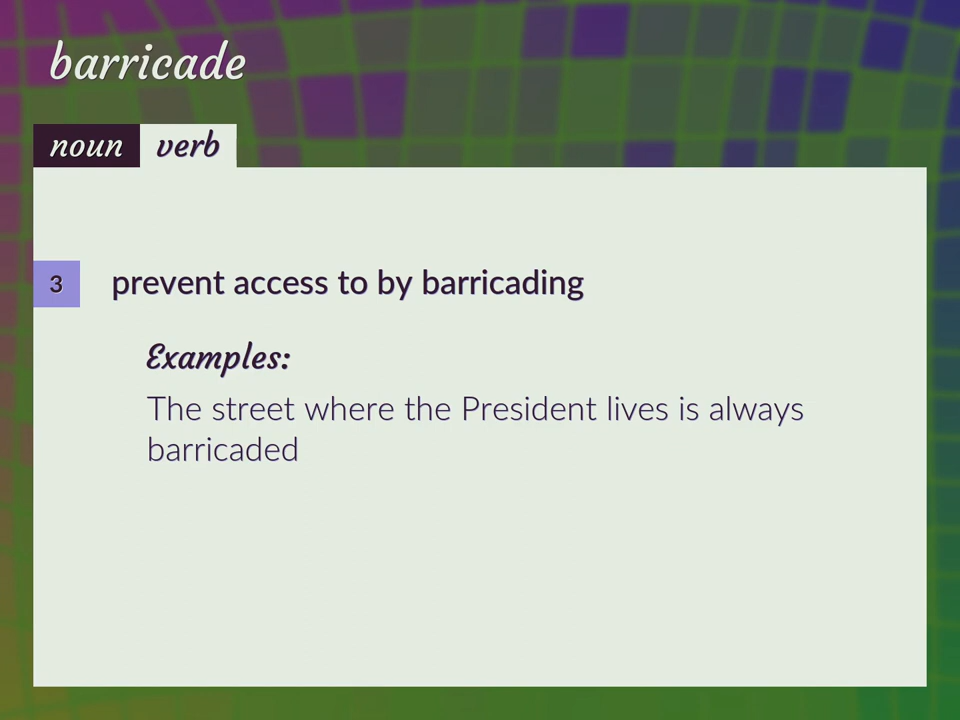 barricade
noun verb
3 prevent access to by barricading
Examples:
The street where the President lives is always
barricaded